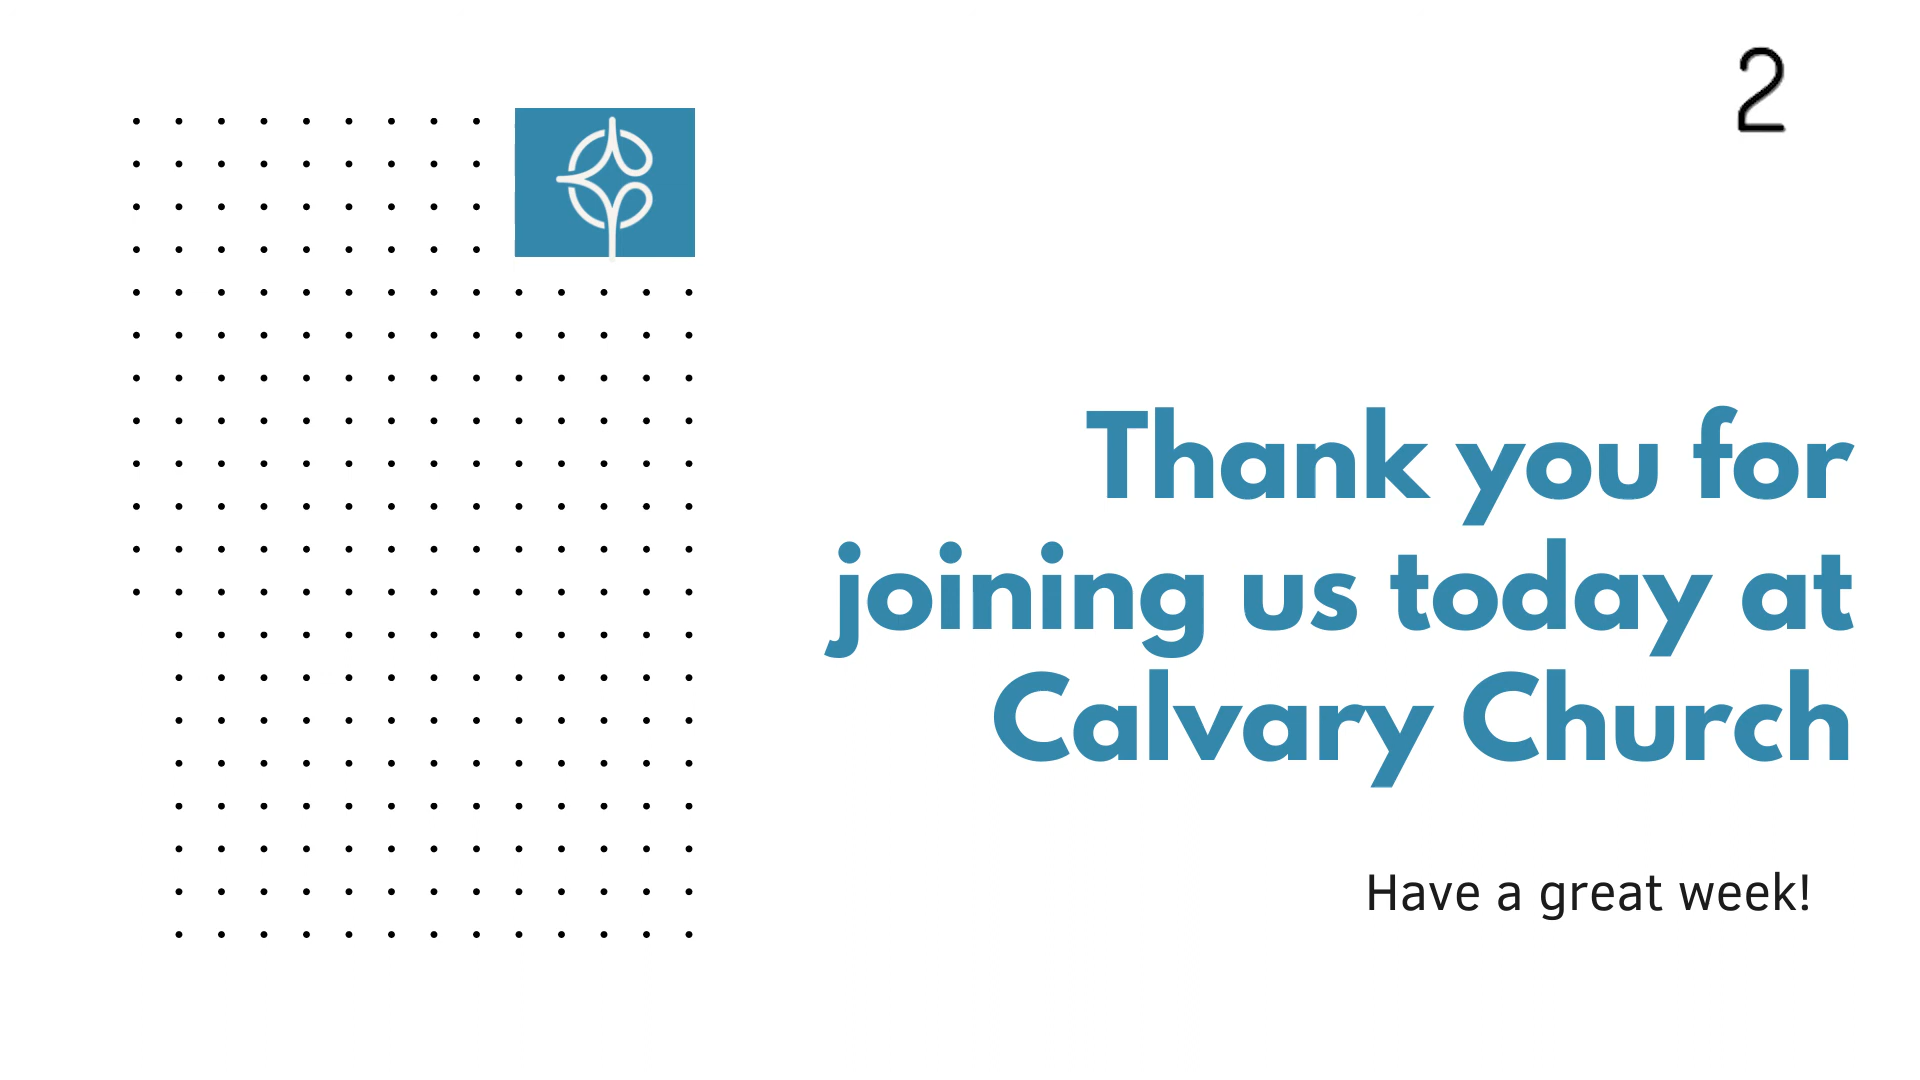 2
Thank you for
joining us today at
Calvary Church
Have a great week!